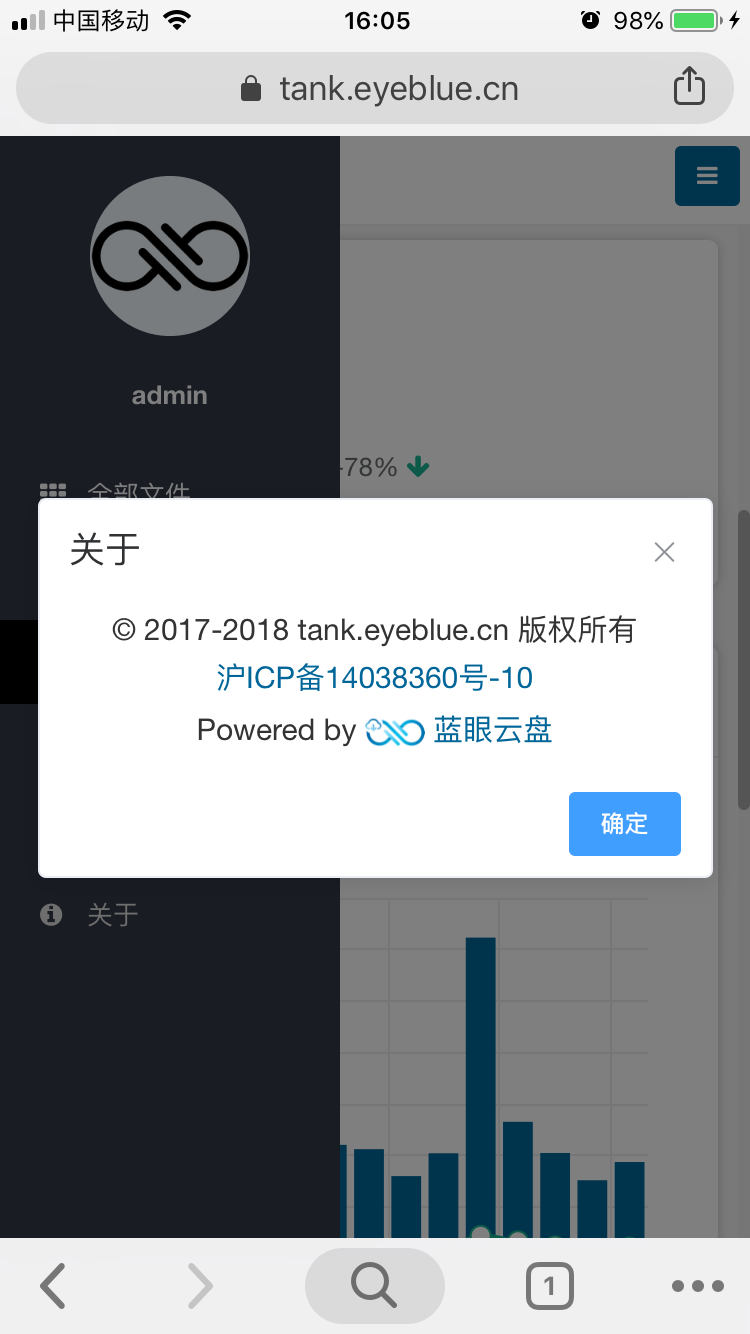 中国移动 16:05 98%
tank.eyeblue.cn
admin
-78%
全部文件
关于
© 2017-2018 tank.eyeblue.cn 版权所有
沪ICP备14038360号-10
Powered by 蓝眼云盘
确定
关于
1